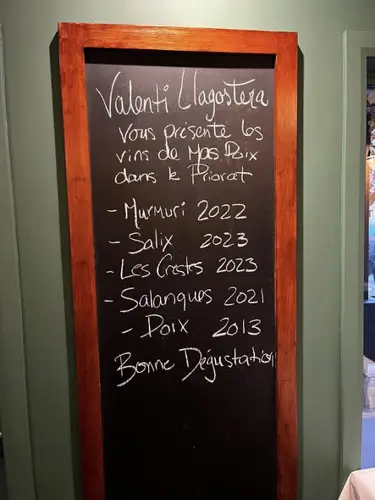 Valenti Llagostera
vous présente les
vins de Mas Doix
dans le Priorat
- Murmuri 2022
- Salix 2023
- Les Crestes 2023
- Salanques 2021
- Doix 2013
Bonne Dégustation